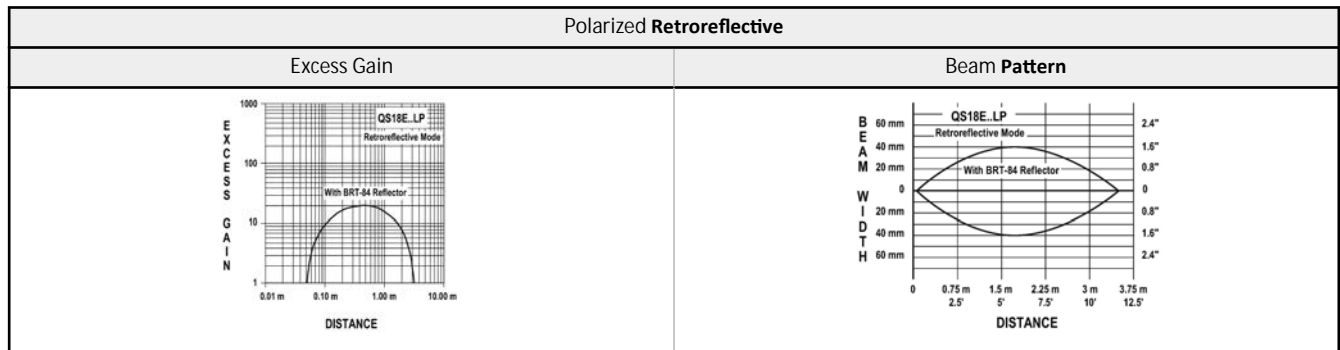 Polarized Retroreflective
Excess Gain
Beam Pattern
1000
100
10
1
EXCESS GAIN
QS18E..LP
Retroreflective Mode
With BRT-84 Reflector
0.01 m 0.10 m 1.00 m 10.00 m
DISTANCE
BEAM WIDTH
60 mm
40 mm
20 mm
0
20 mm
40 mm
60 mm
QS18E..LP
Retroreflective Mode
With BRT-84 Reflector
2.4"
1.6"
0.8"
0
0.8"
1.6"
2.4"
0 0.75 m 1.5 m 2.25 m 3 m 3.75 m
2.5' 5' 7.5' 10' 12.5'
DISTANCE